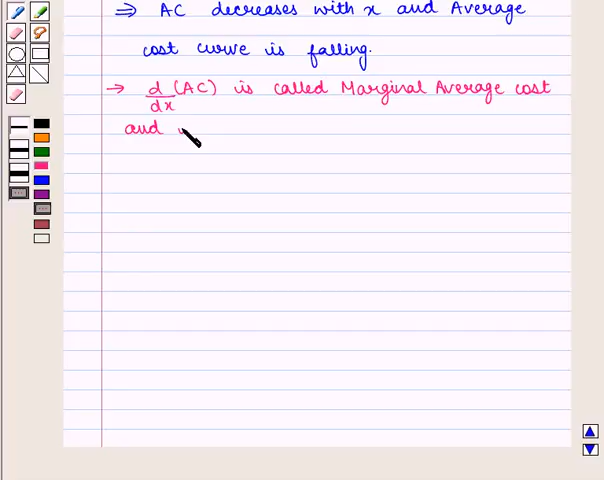 ⇒ AC decreases with x and Average
cost curve is falling.
→ d/dx (AC) is called Marginal Average cost
and